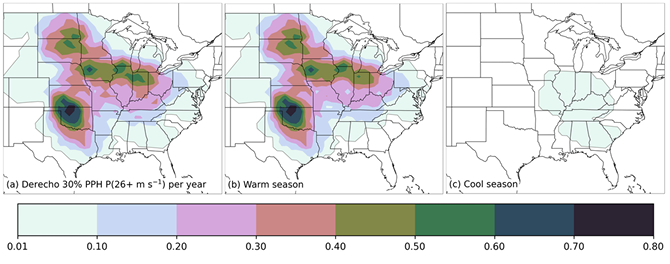 (a) Derecho 30% PPH P(26+ m s⁻¹) per year
(b) Warm season
(c) Cool season
0.01 0.10 0.20 0.30 0.40 0.50 0.60 0.70 0.80